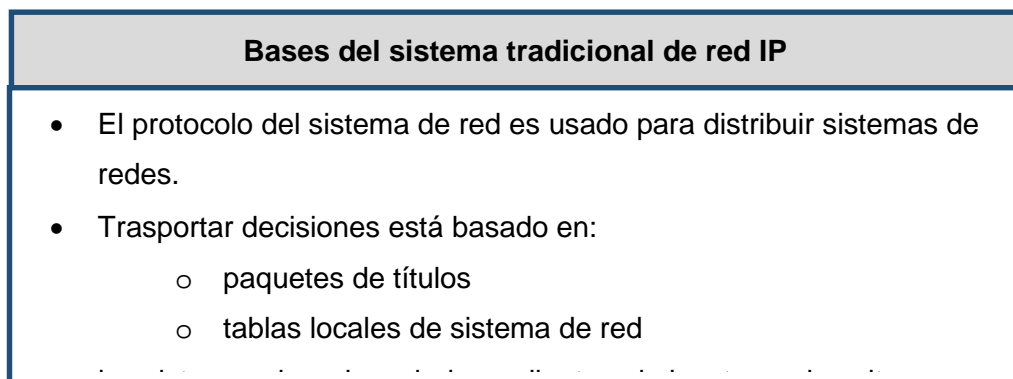 Bases del sistema tradicional de red IP
• El protocolo del sistema de red es usado para distribuir sistemas de
redes.
• Trasportar decisiones está basado en:
o paquetes de títulos
o tablas locales de sistema de red